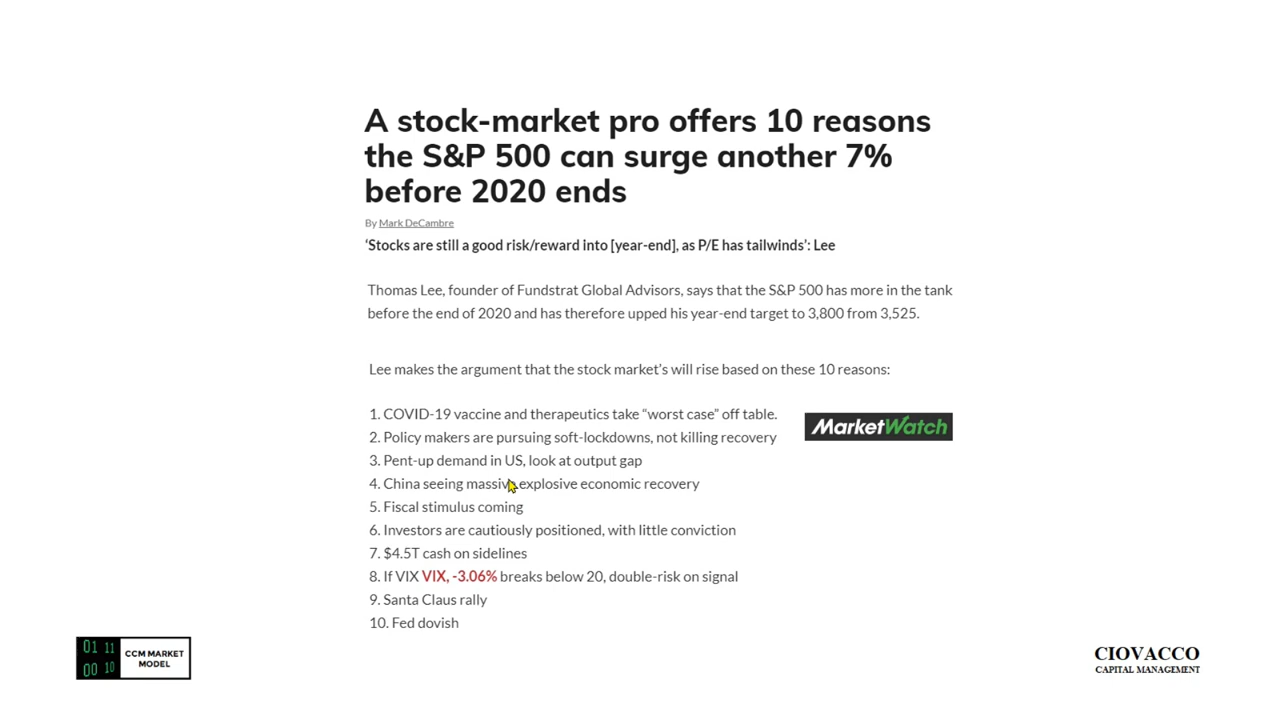 A stock-market pro offers 10 reasons
the S&P 500 can surge another 7%
before 2020 ends
By Mark DeCambre
‘Stocks are still a good risk/reward into [year-end], as P/E has tailwinds’: Lee
Thomas Lee, founder of Fundstrat Global Advisors, says that the S&P 500 has more in the tank
before the end of 2020 and has therefore upped his year-end target to 3,800 from 3,525.
Lee makes the argument that the stock market’s will rise based on these 10 reasons:
1. COVID-19 vaccine and therapeutics take “worst case” off table.
2. Policy makers are pursuing soft-lockdowns, not killing recovery
3. Pent-up demand in US, look at output gap
4. China seeing massive explosive economic recovery
5. Fiscal stimulus coming
6. Investors are cautiously positioned, with little conviction
7. $4.5T cash on sidelines
8. If VIX VIX, -3.06% breaks below 20, double-risk on signal
9. Santa Claus rally
10. Fed dovish
MarketWatch
01 11
00 10
CCM MARKET
MODEL
CIOVACCO
CAPITAL MANAGEMENT